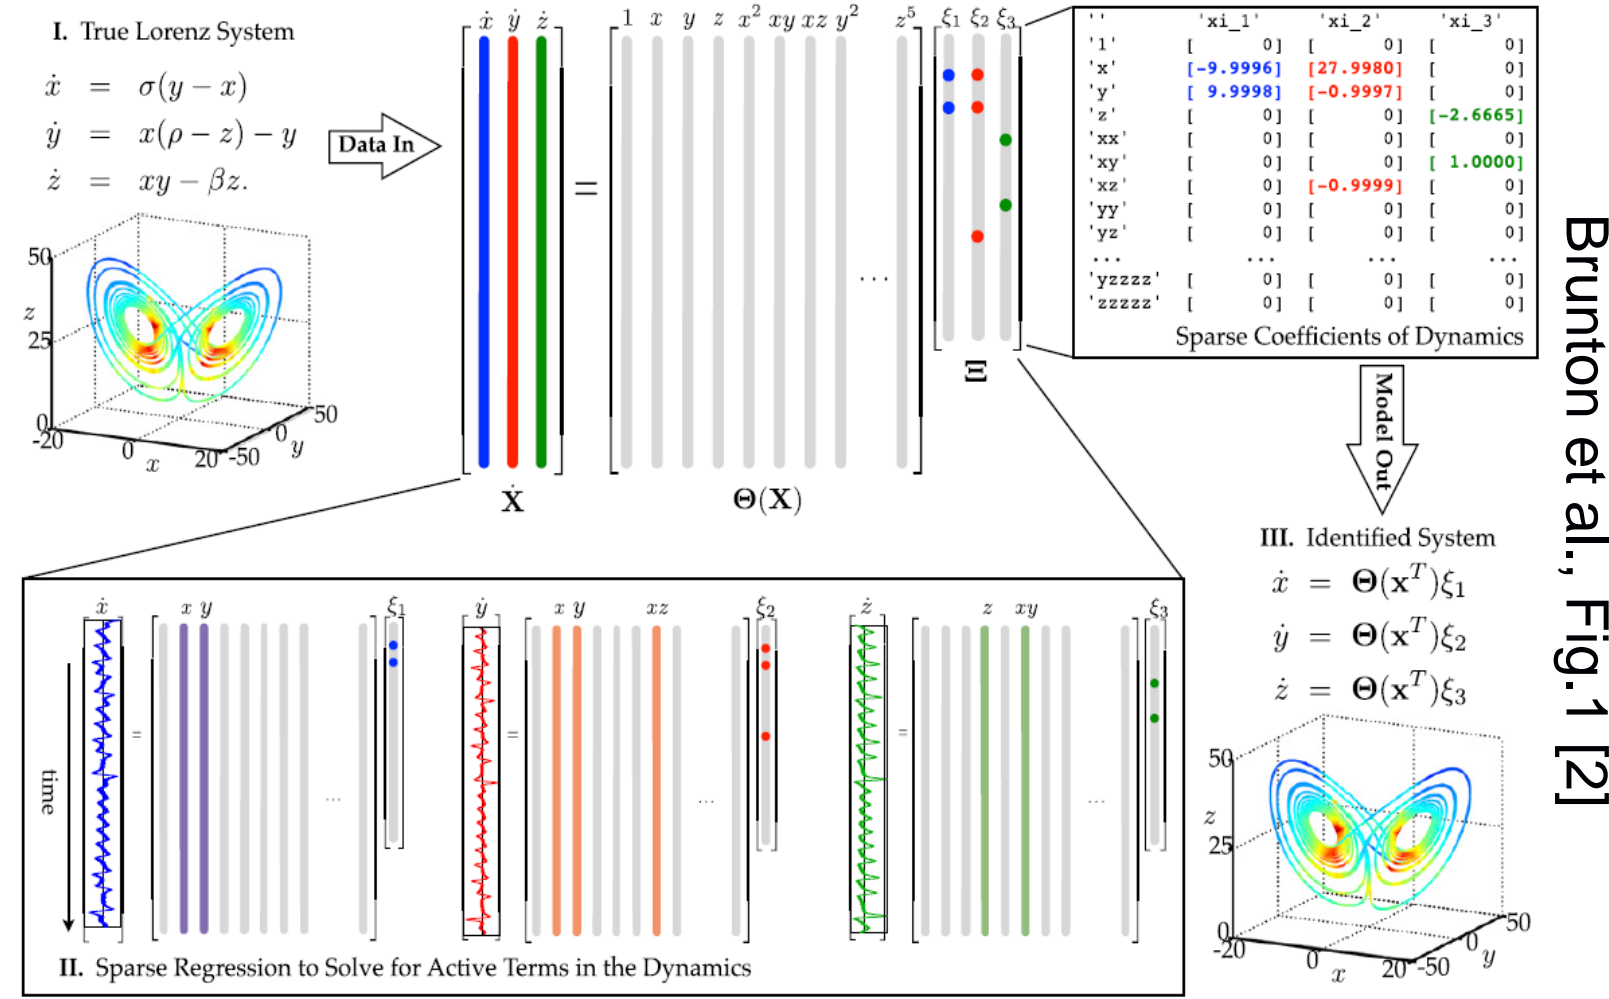 I. True Lorenz System
ẋ = σ(y − x)
ẏ = x(ρ − z) − y
ż = xy − βz.
Data In
50
25
0
z
-20
0
20
x
-50
0
50
y
ẋ ẏ ż
Ẋ
=
1 x y z x² xy xz y² z⁵
...
Θ(X)
ξ₁ ξ₂ ξ₃
Ξ
'' 'xi_1' 'xi_2' 'xi_3'
'1' [ 0] [ 0] [ 0]
'x' [-9.9996] [27.9980] [ 0]
'y' [ 9.9998] [-0.9997] [ 0]
'z' [ 0] [ 0] [-2.6665]
'xx' [ 0] [ 0] [ 0]
'xy' [ 0] [ 0] [ 1.0000]
'xz' [ 0] [-0.9999] [ 0]
'yy' [ 0] [ 0] [ 0]
'yz' [ 0] [ 0] [ 0]
... ... ... ...
'yzzzz' [ 0] [ 0] [ 0]
'zzzzz' [ 0] [ 0] [ 0]
Sparse Coefficients of Dynamics
Model Out
time
ẋ = x y ... ξ₁
ẏ = x y xz ... ξ₂
ż = z xy ... ξ₃
II. Sparse Regression to Solve for Active Terms in the Dynamics
III. Identified System
ẋ = Θ(xᵀ)ξ₁
ẏ = Θ(xᵀ)ξ₂
ż = Θ(xᵀ)ξ₃
50
25
0
z
-20
0
20
x
-50
0
50
y
Brunton et al., Fig.1 [2]